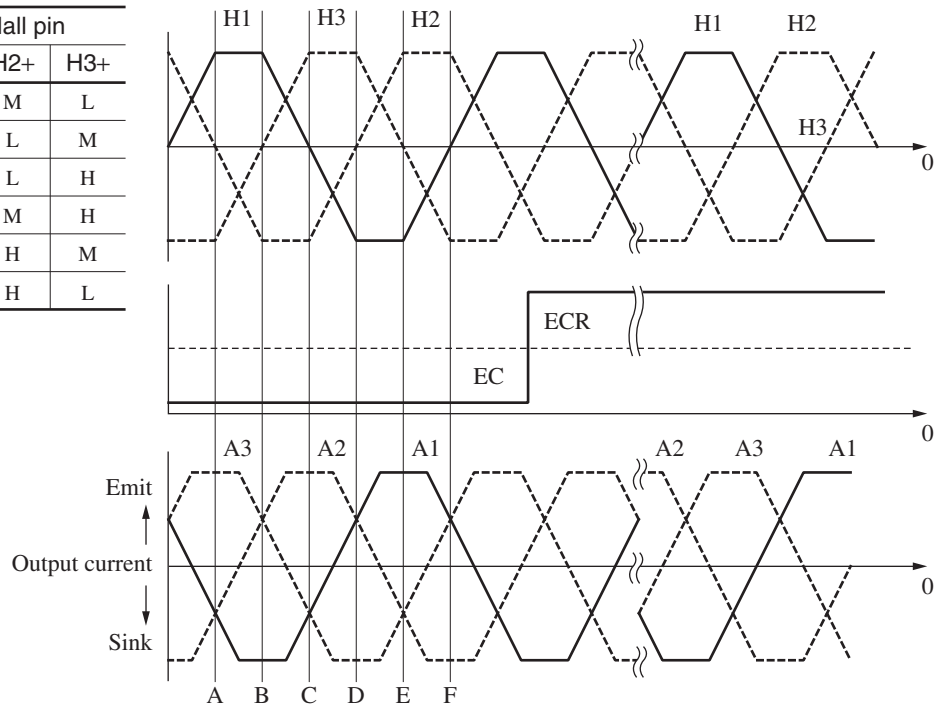 Hall pin
H2+ H3+
M L
L M
L H
M H
H M
H L
H1 H3 H2 H1 H2
H3
0
ECR
EC
0
A3 A2 A1 A2 A3 A1
Emit
Output current
0
Sink
A B C D E F